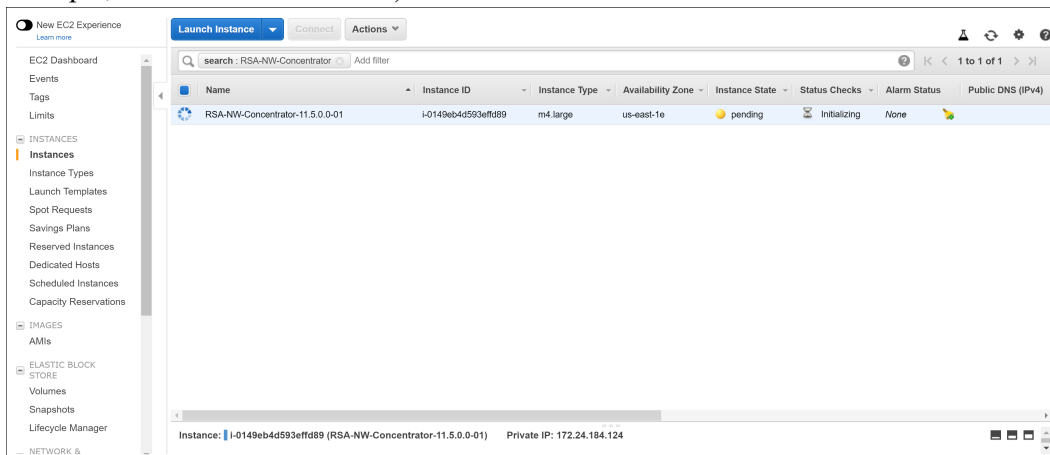 New EC2 Experience
Learn more
EC2 Dashboard
Events
Tags
Limits
INSTANCES
Instances
Instance Types
Launch Templates
Spot Requests
Savings Plans
Reserved Instances
Dedicated Hosts
Scheduled Instances
Capacity Reservations
IMAGES
AMIs
ELASTIC BLOCK
STORE
Volumes
Snapshots
Lifecycle Manager
NETWORK &
Launch Instance Connect Actions
search : RSA-NW-Concentrator Add filter 1 to 1 of 1
Name Instance ID Instance Type Availability Zone Instance State Status Checks Alarm Status Public DNS (IPv4)
RSA-NW-Concentrator-11.5.0.0-01 i-0149eb4d593effd89 m4.large us-east-1e pending Initializing None
Instance: i-0149eb4d593effd89 (RSA-NW-Concentrator-11.5.0.0-01) Private IP: 172.24.184.124